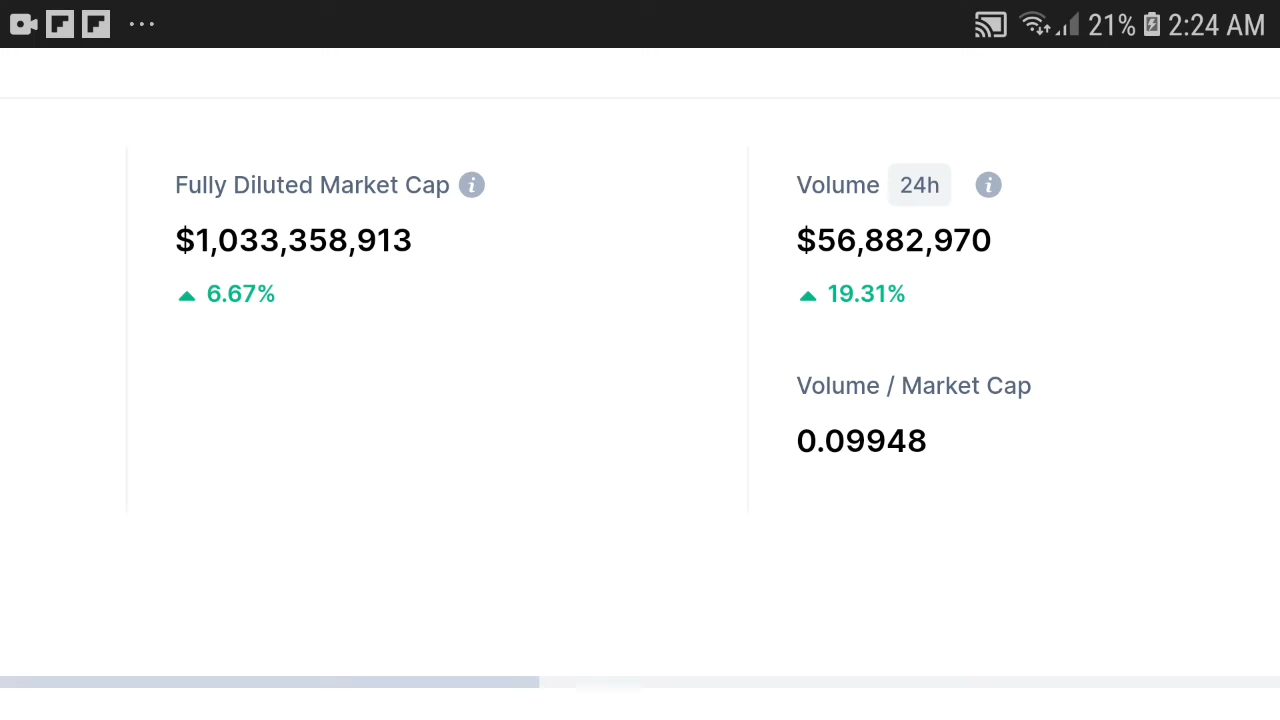 21% 2:24 AM
Fully Diluted Market Cap
$1,033,358,913
6.67%
Volume 24h
$56,882,970
19.31%
Volume / Market Cap
0.09948